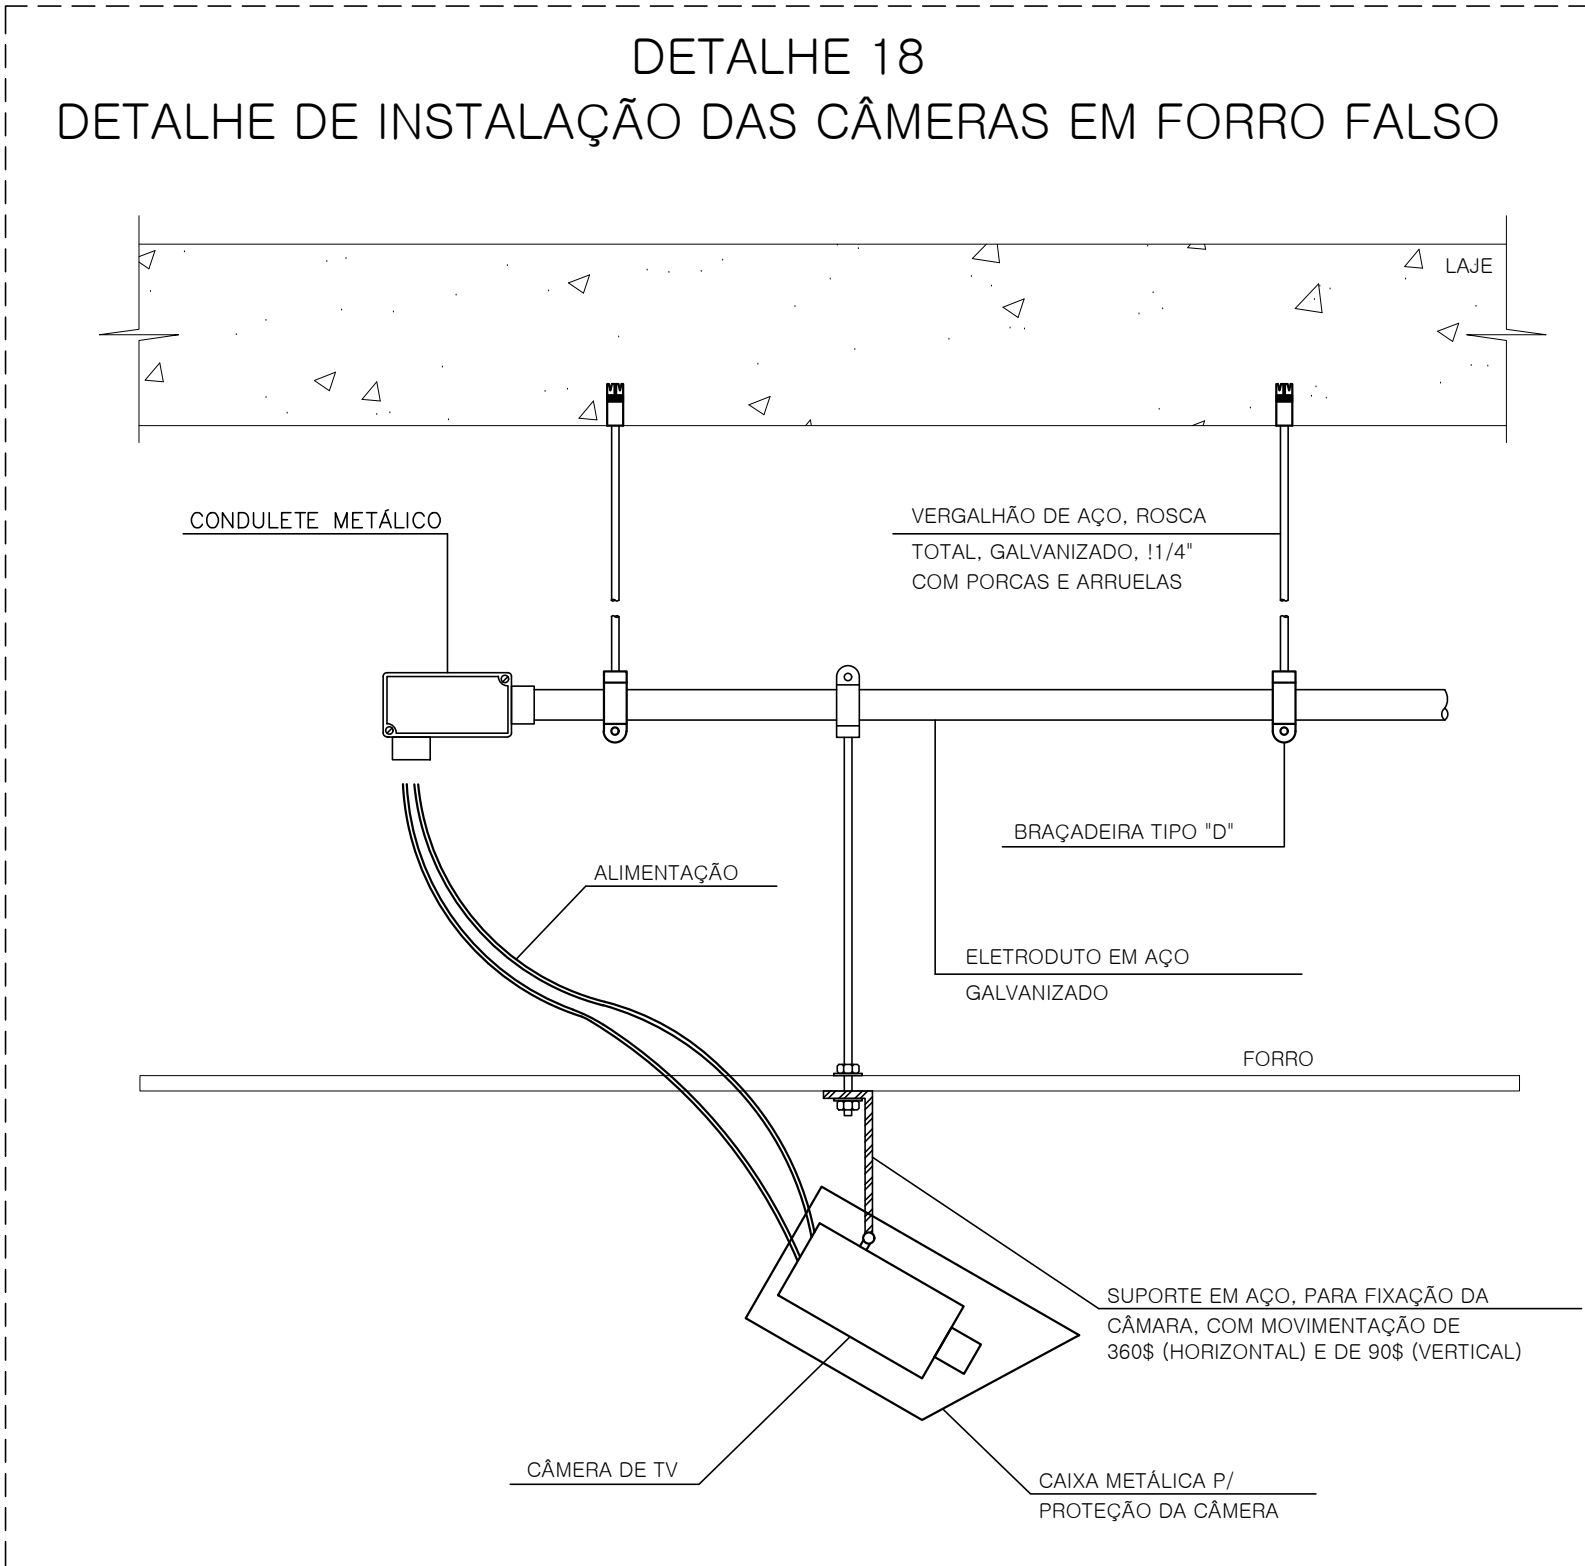 DETALHE 18
DETALHE DE INSTALAÇÃO DAS CÂMERAS EM FORRO FALSO
LAJE
CONDULETE METÁLICO
VERGALHÃO DE AÇO, ROSCA
TOTAL, GALVANIZADO, !1/4"
COM PORCAS E ARRUELAS
BRAÇADEIRA TIPO "D"
ALIMENTAÇÃO
ELETRODUTO EM AÇO
GALVANIZADO
FORRO
SUPORTE EM AÇO, PARA FIXAÇÃO DA
CÂMARA, COM MOVIMENTAÇÃO DE
360$ (HORIZONTAL) E DE 90$ (VERTICAL)
CÂMERA DE TV
CAIXA METÁLICA P/
PROTEÇÃO DA CÂMERA